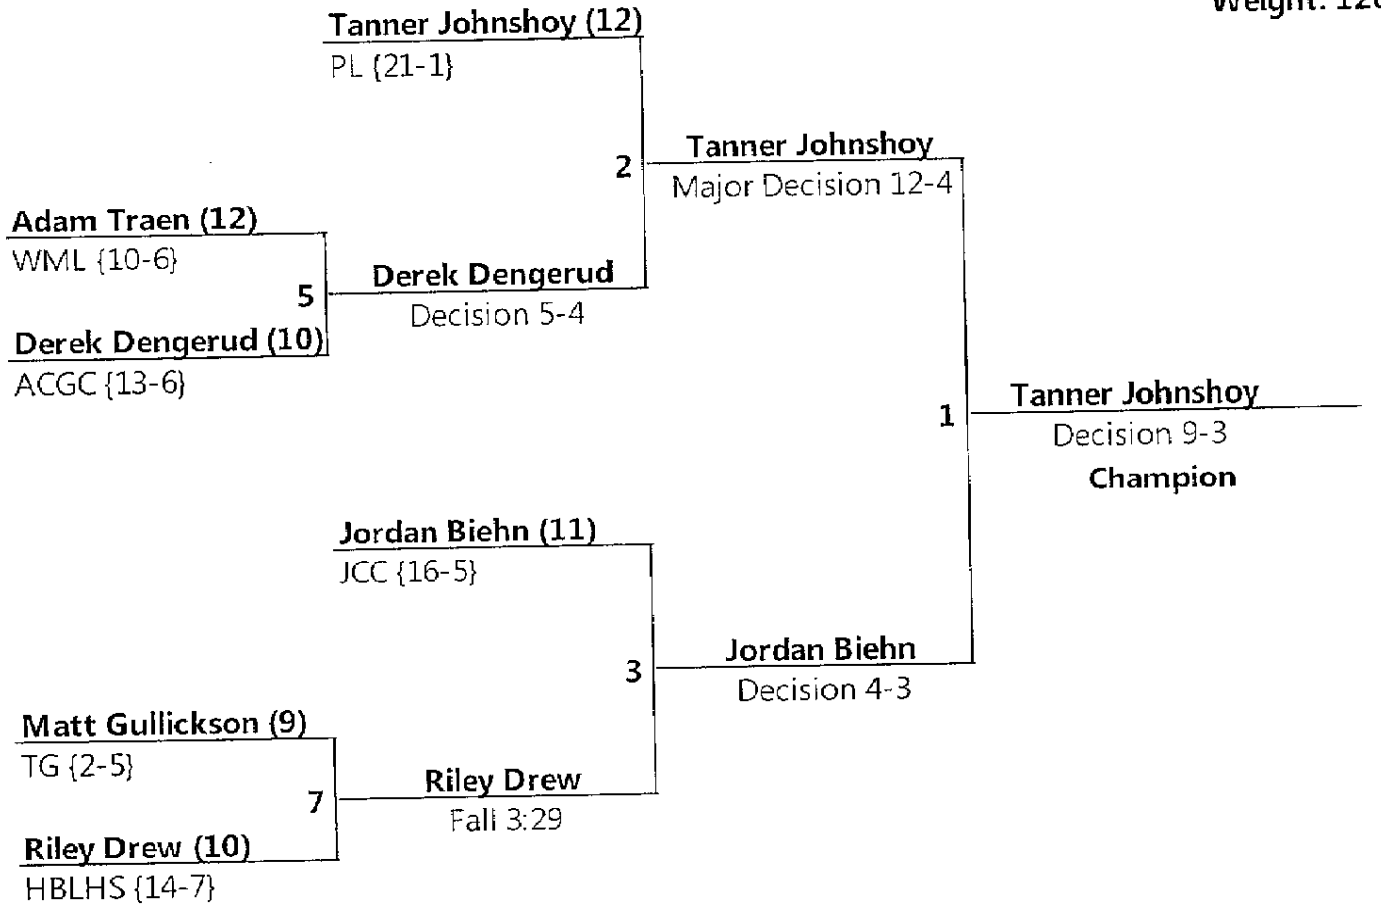 Weight:
Tanner Johnshoy (12)
PL {21-1}
2
Tanner Johnshoy
Major Decision 12-4
Adam Traen (12)
WML {10-6}
5
Derek Dengerud
Decision 5-4
Derek Dengerud (10)
ACGC {13-6}
1
Tanner Johnshoy
Decision 9-3
Champion
Jordan Biehn (11)
JCC {16-5}
3
Jordan Biehn
Decision 4-3
Matt Gullickson (9)
TG {2-5}
7
Riley Drew
Fall 3:29
Riley Drew (10)
HBLHS {14-7}